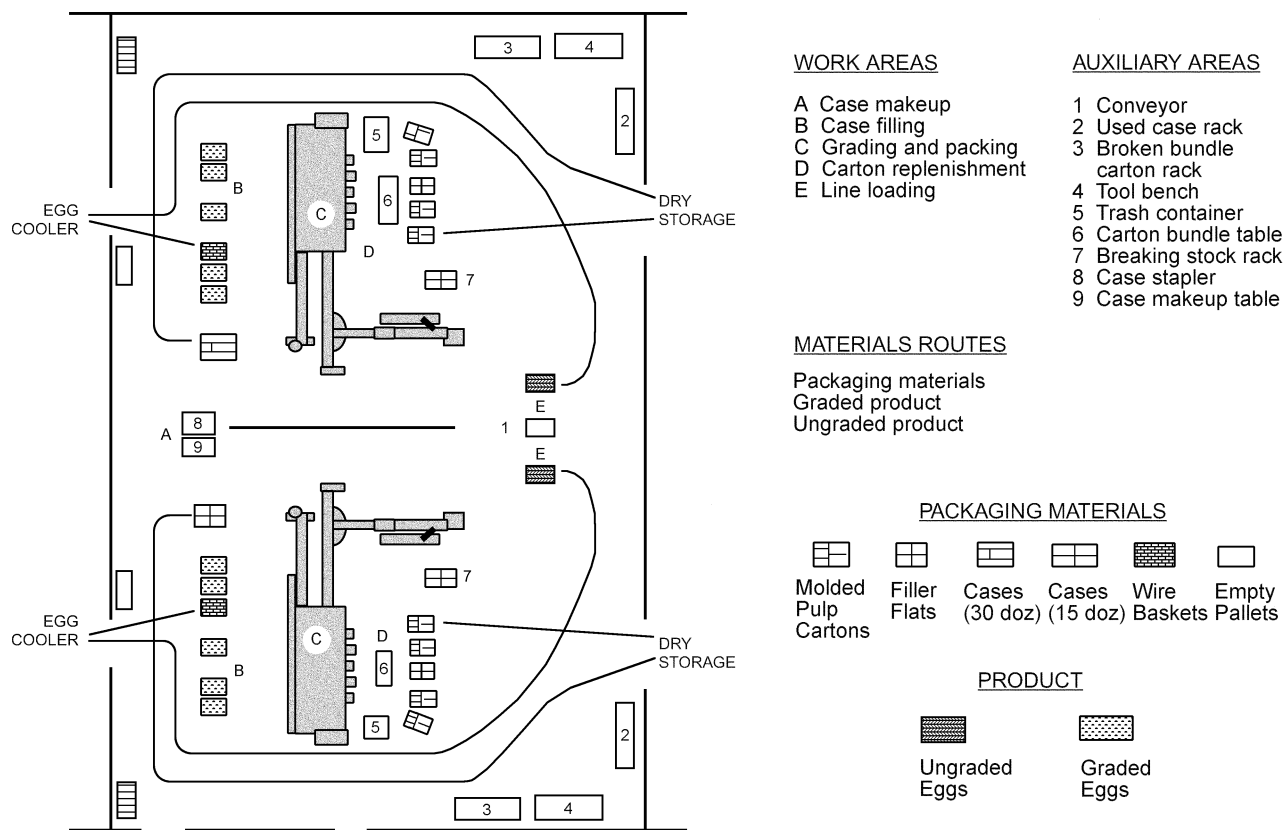 3
4
2
5
B
C
6
D
EGG
COOLER
DRY
STORAGE
7
E
A
8
9
1
E
7
EGG
COOLER
C
D
6
B
5
DRY
STORAGE
2
3
4
WORK AREAS
A Case makeup
B Case filling
C Grading and packing
D Carton replenishment
E Line loading
AUXILIARY AREAS
1 Conveyor
2 Used case rack
3 Broken bundle
carton rack
4 Tool bench
5 Trash container
6 Carton bundle table
7 Breaking stock rack
8 Case stapler
9 Case makeup table
MATERIALS ROUTES
Packaging materials
Graded product
Ungraded product
PACKAGING MATERIALS
Molded
Pulp
Cartons
Filler
Flats
Cases
(30 doz)
Cases
(15 doz)
Wire
Baskets
Empty
Pallets
PRODUCT
Ungraded
Eggs
Graded
Eggs